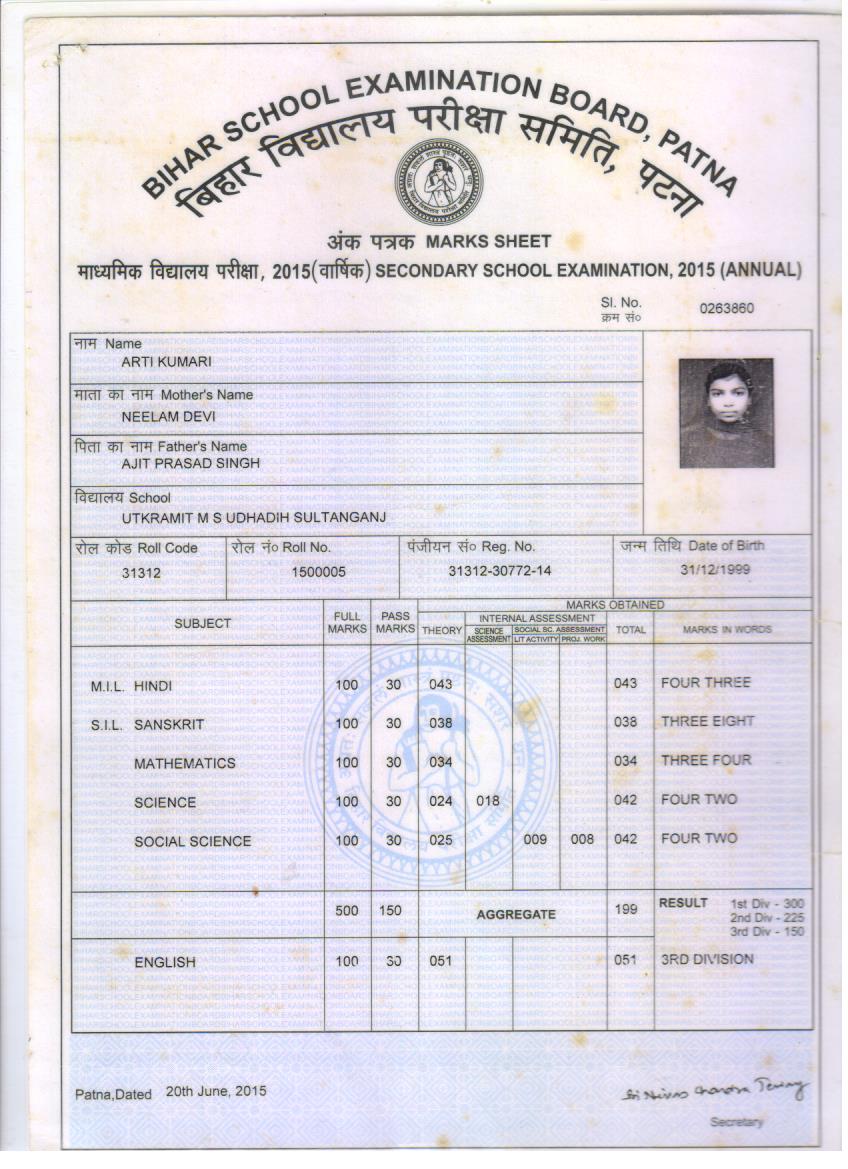 BIHAR SCHOOL EXAMINATION BOARD, PATNA
बिहार विद्यालय परीक्षा समिति, पटना
अंक पत्रक MARKS SHEET
माध्यमिक विद्यालय परीक्षा, 2015(वार्षिक) SECONDARY SCHOOL EXAMINATION, 2015 (ANNUAL)
Sl. No. 0263860
क्रम सं०
नाम Name
ARTI KUMARI
माता का नाम Mother's Name
NEELAM DEVI
पिता का नाम Father's Name
AJIT PRASAD SINGH
विद्यालय School
UTKRAMIT M S UDHADIH SULTANGANJ
रोल कोड Roll Code रोल नं० Roll No. पंजीयन सं० Reg. No. जन्म तिथि Date of Birth
31312 1500005 31312-30772-14 31/12/1999
SUBJECT FULL MARKS PASS MARKS MARKS OBTAINED
THEORY INTERNAL ASSESSMENT TOTAL MARKS IN WORDS
SCIENCE ASSESSMENT SOCIAL SC. ASSESSMENT
LIT ACTIVITY PROJ. WORK
M.I.L. HINDI 100 30 043 043 FOUR THREE
S.I.L. SANSKRIT 100 30 038 038 THREE EIGHT
MATHEMATICS 100 30 034 034 THREE FOUR
SCIENCE 100 30 024 018 042 FOUR TWO
SOCIAL SCIENCE 100 30 025 009 008 042 FOUR TWO
500 150 AGGREGATE 199 RESULT 1st Div - 300
2nd Div - 225
3rd Div - 150
ENGLISH 100 30 051 051 3RD DIVISION
Patna,Dated 20th June, 2015
Secretary